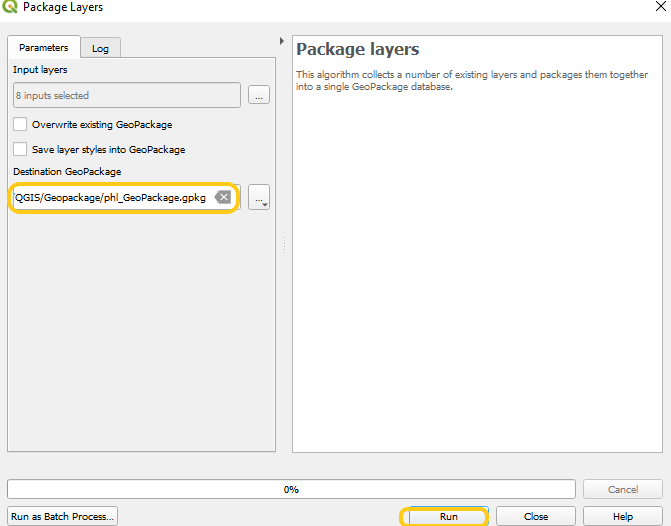 Package Layers
Parameters
Log
Input layers
8 inputs selected
...
Overwrite existing GeoPackage
Save layer styles into GeoPackage
Destination GeoPackage
QGIS/Geopackage/phl_GeoPackage.gpkg
...
Package layers
This algorithm collects a number of existing layers and packages them together
into a single GeoPackage database.
0%
Cancel
Run as Batch Process...
Run
Close
Help